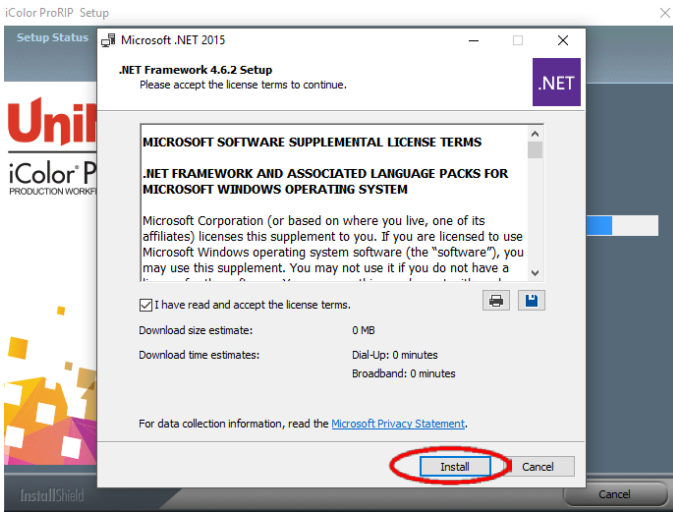 iColor ProRIP Setup
Setup Status
Microsoft .NET 2015
.NET Framework 4.6.2 Setup
Please accept the license terms to continue.
.NET
MICROSOFT SOFTWARE SUPPLEMENTAL LICENSE TERMS
.NET FRAMEWORK AND ASSOCIATED LANGUAGE PACKS FOR
MICROSOFT WINDOWS OPERATING SYSTEM
Microsoft Corporation (or based on where you live, one of its
affiliates) licenses this supplement to you. If you are licensed to use
Microsoft Windows operating system software (the “software”), you
may use this supplement. You may not use it if you do not have a
iColor® P
PRODUCTION WORKF
I have read and accept the license terms.
Download size estimate: 0 MB
Download time estimates: Dial-Up: 0 minutes
Broadband: 0 minutes
For data collection information, read the Microsoft Privacy Statement.
Install Cancel
InstallShield
Cancel